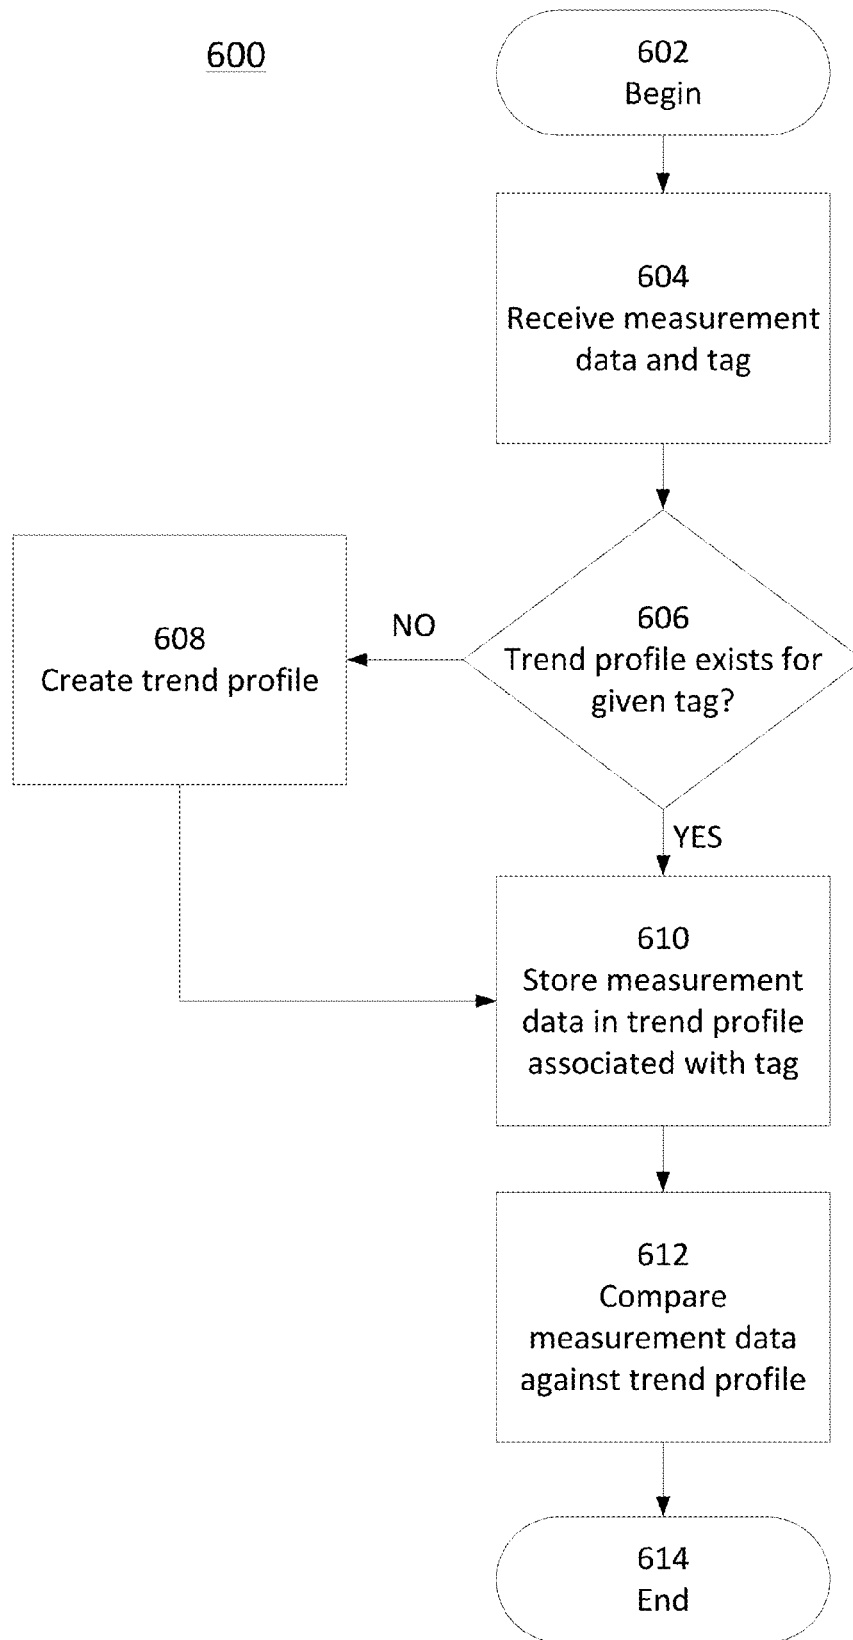 600
602
Begin
604
Receive measurement
data and tag
606
Trend profile exists for
given tag?
NO
608
Create trend profile
YES
610
Store measurement
data in trend profile
associated with tag
612
Compare
measurement data
against trend profile
614
End